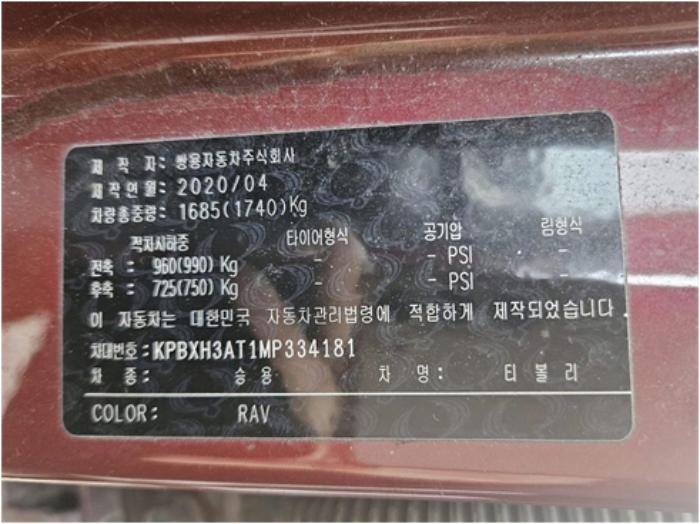 제 작 자: 쌍용자동차주식회사
제작연월: 2020/04
차량총중량: 1685(1740)Kg
적차시하중 타이어형식 공기압 림형식
전축 : 960(990) Kg - - PSI -
후축 : 725(750) Kg - - PSI -
이 자동차는 대한민국 자동차관리법령에 적합하게 제작되었습니다.
차대번호: KPBXH3AT1MP334181
차 종: 승 용 차 명: 티 볼 리
COLOR: RAV